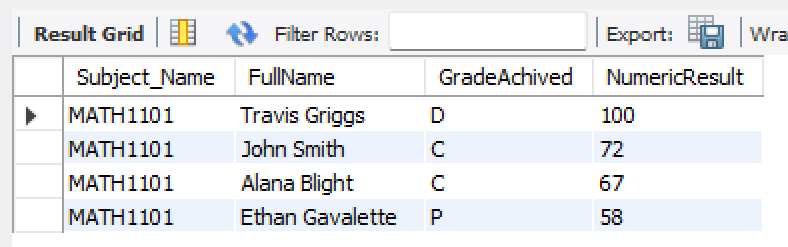 Result Grid Filter Rows: Export: Wra
Subject_Name FullName GradeAchived NumericResult
MATH1101 Travis Griggs D 100
MATH1101 John Smith C 72
MATH1101 Alana Blight C 67
MATH1101 Ethan Gavalette P 58